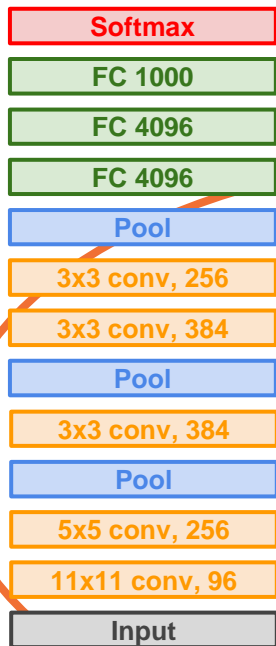 Softmax
FC 1000
FC 4096
FC 4096
Pool
3x3 conv, 256
3x3 conv, 384
Pool
3x3 conv, 384
Pool
5x5 conv, 256
11x11 conv, 96
Input